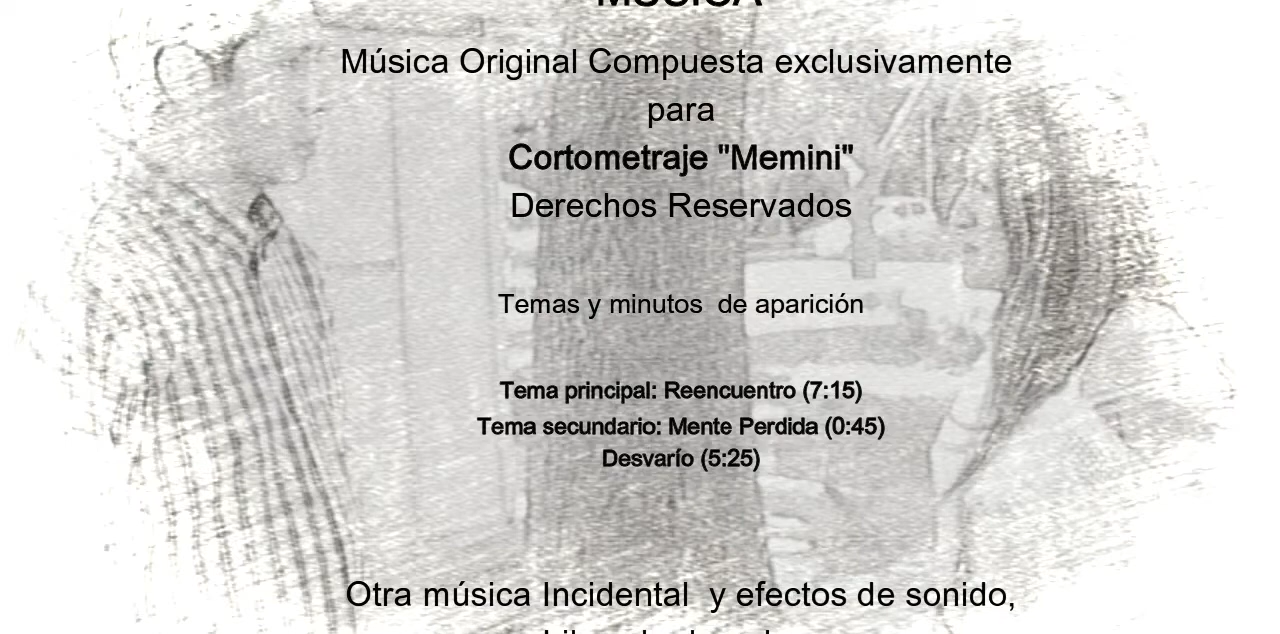 MÚSICA
Música Original Compuesta exclusivamente
para
Cortometraje "Memini"
Derechos Reservados
Temas y minutos  de aparición
Tema principal: Reencuentro (7:15)
Tema secundario: Mente Perdida (0:45)
Desvarío (5:25)
Otra música Incidental  y efectos de sonido,